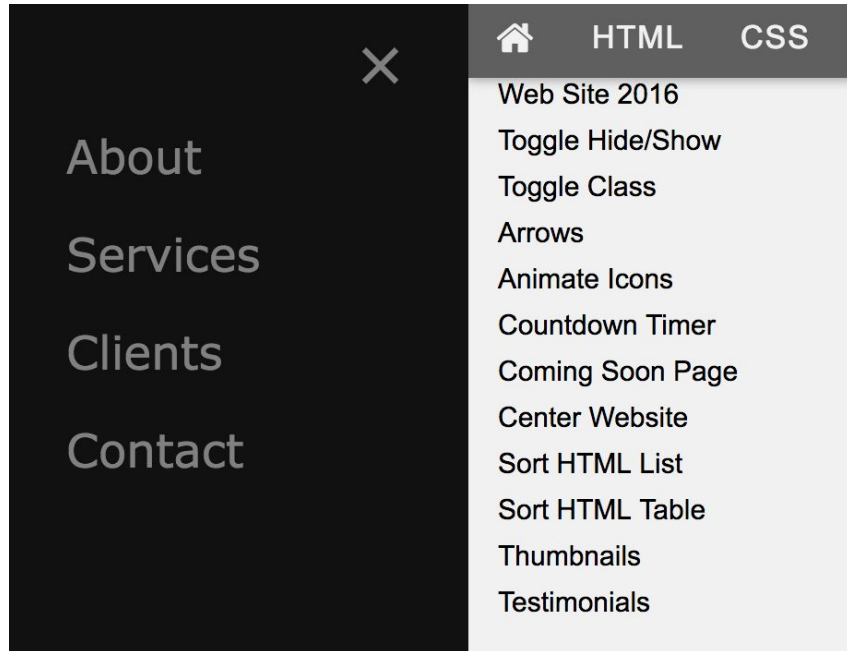 ×
About
Services
Clients
Contact
HTML CSS
Web Site 2016
Toggle Hide/Show
Toggle Class
Arrows
Animate Icons
Countdown Timer
Coming Soon Page
Center Website
Sort HTML List
Sort HTML Table
Thumbnails
Testimonials